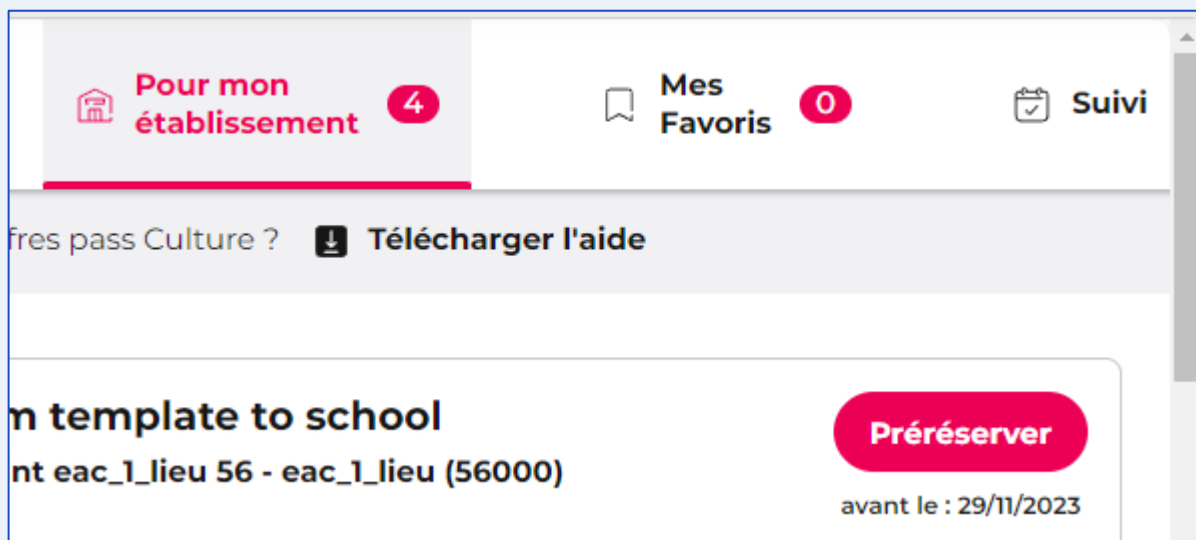 Pour mon
établissement 4
Mes
Favoris 0
Suivi
fres pass Culture ? Télécharger l'aide
m template to school
Préréserver
nt eac_1_lieu 56 - eac_1_lieu (56000)
avant le : 29/11/2023